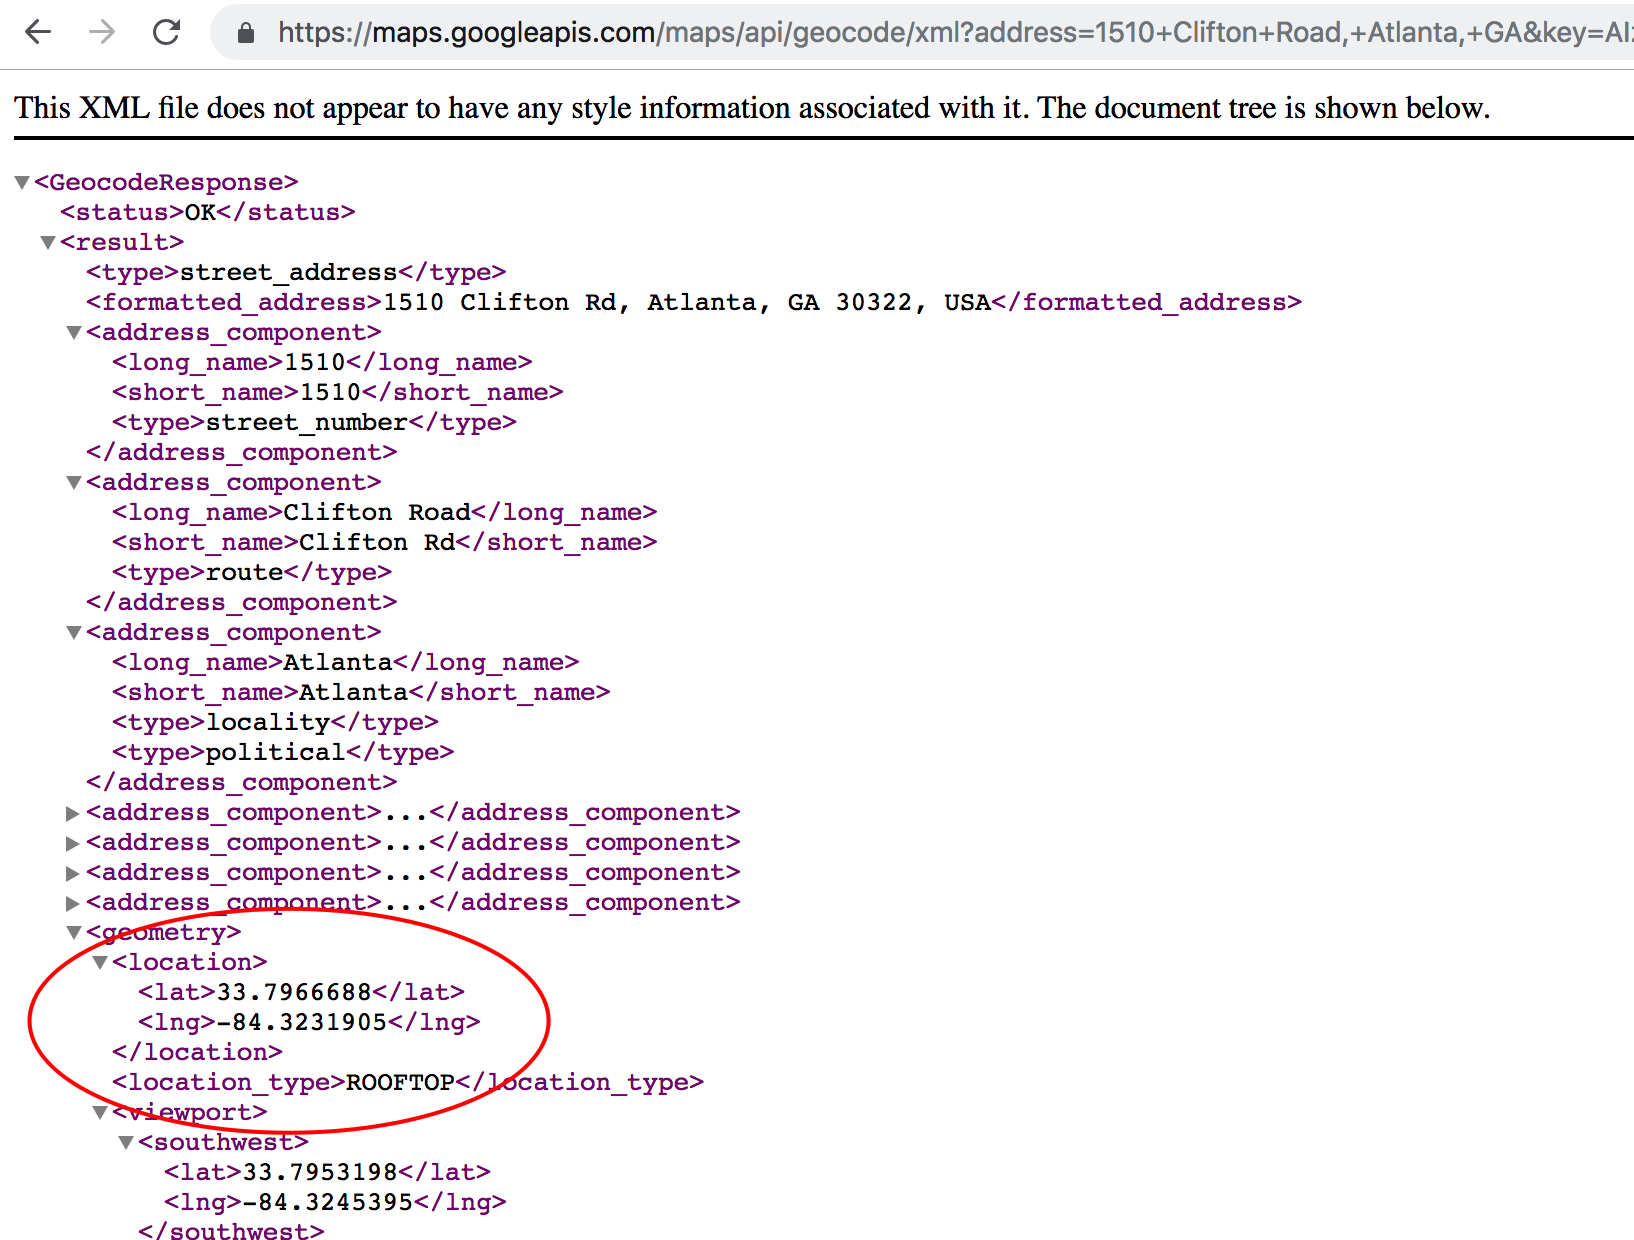 https://maps.googleapis.com/maps/api/geocode/xml?address=1510+Clifton+Road,+Atlanta,+GA&key=AIz
This XML file does not appear to have any style information associated with it. The document tree is shown below.
<GeocodeResponse>
<status>OK</status>
<result>
<type>street_address</type>
<formatted_address>1510 Clifton Rd, Atlanta, GA 30322, USA</formatted_address>
<address_component>
<long_name>1510</long_name>
<short_name>1510</short_name>
<type>street_number</type>
</address_component>
<address_component>
<long_name>Clifton Road</long_name>
<short_name>Clifton Rd</short_name>
<type>route</type>
</address_component>
<address_component>
<long_name>Atlanta</long_name>
<short_name>Atlanta</short_name>
<type>locality</type>
<type>political</type>
</address_component>
<address_component>...</address_component>
<address_component>...</address_component>
<address_component>...</address_component>
<address_component>...</address_component>
<geometry>
<location>
<lat>33.7966688</lat>
<lng>-84.3231905</lng>
</location>
<location_type>ROOFTOP</location_type>
<viewport>
<southwest>
<lat>33.7953198</lat>
<lng>-84.3245395</lng>
</southwest>